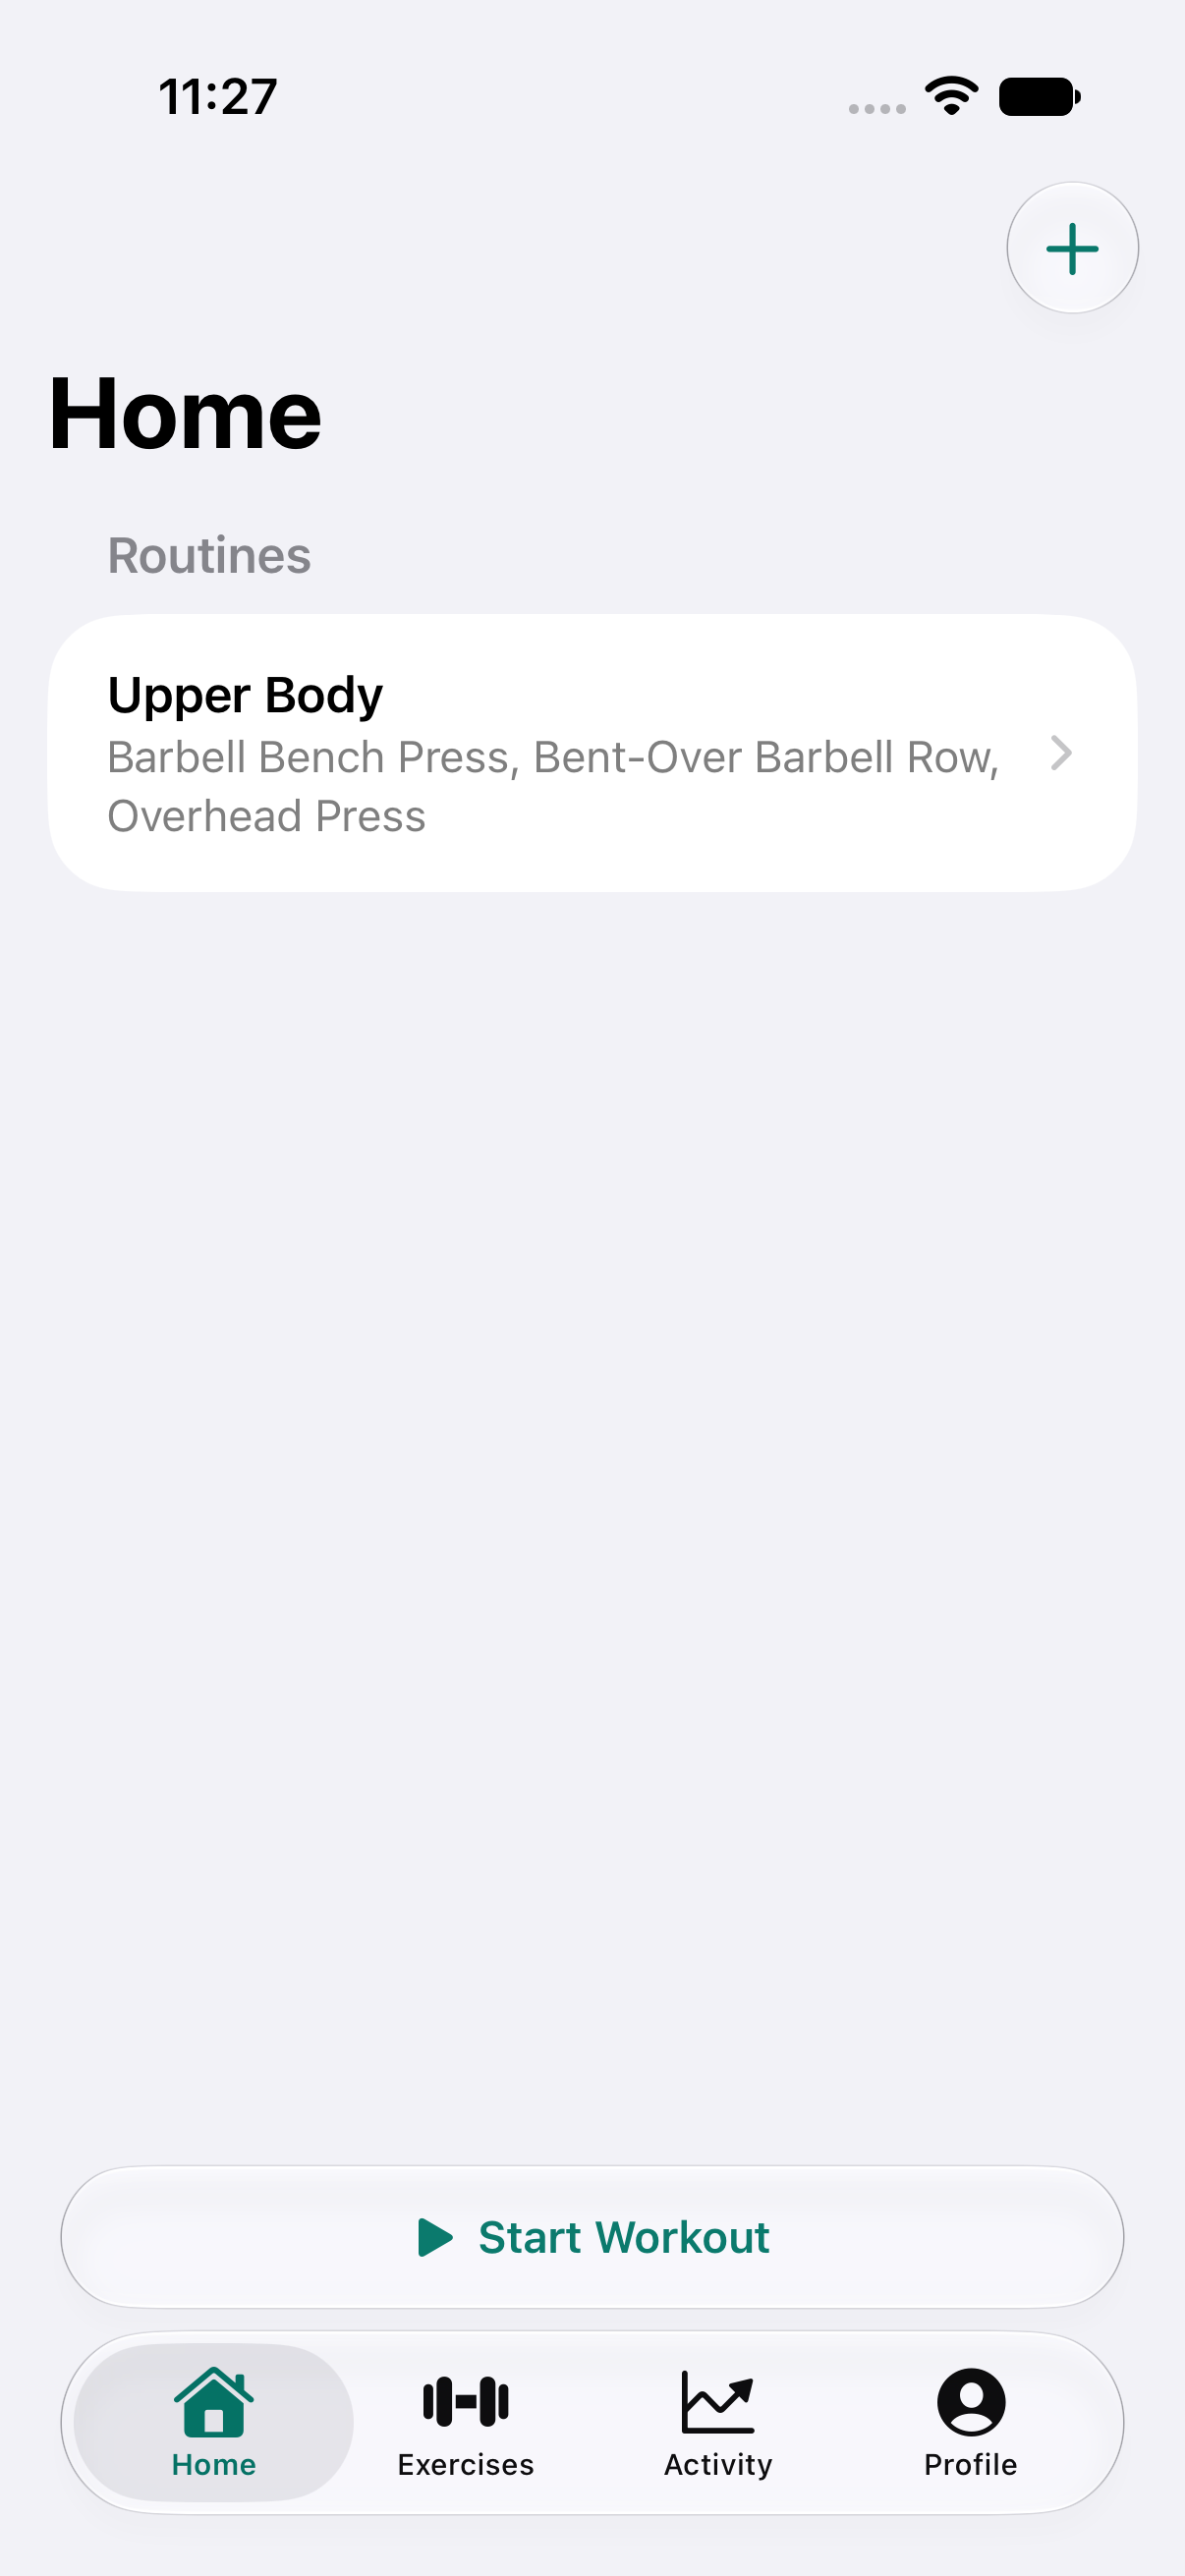 11:27
Home
Routines
Upper Body
Barbell Bench Press, Bent-Over Barbell Row,
Overhead Press
Start Workout
Home
Exercises
Activity
Profile